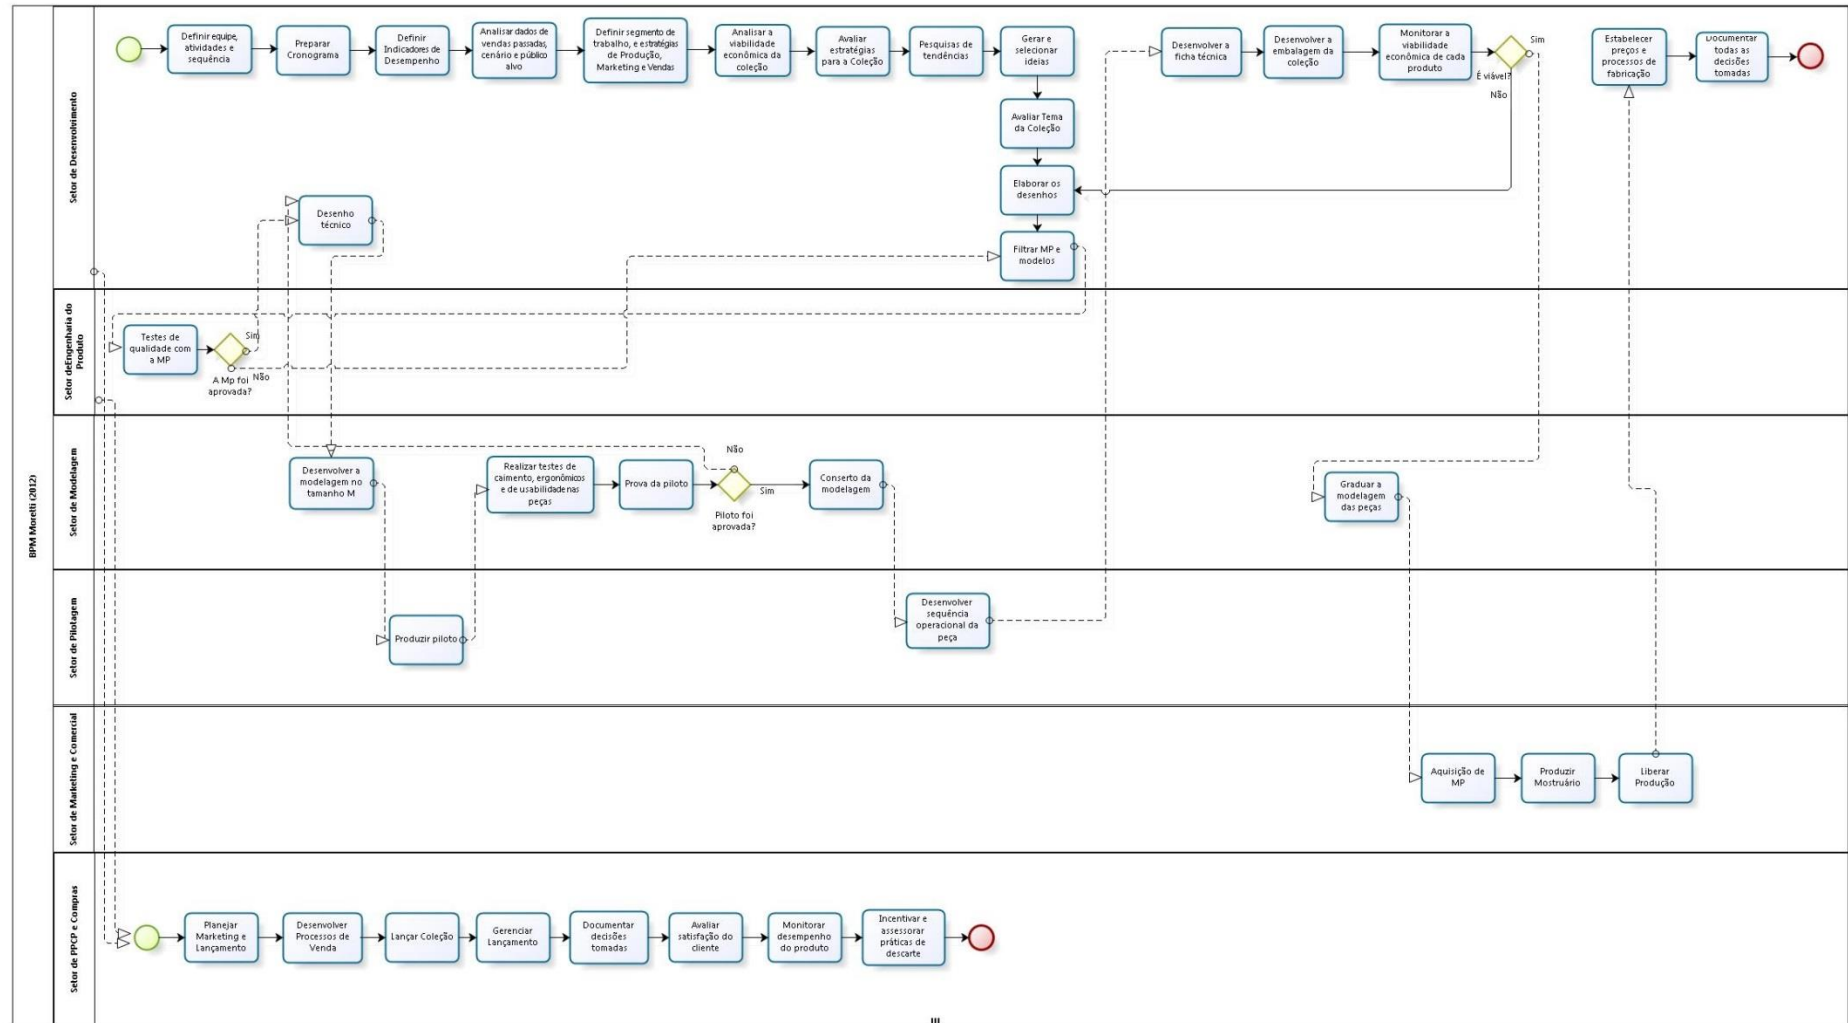 BPM Moretti (2012)
Setor de Desenvolvimento
Definir equipe,
atividades e
sequência
Preparar
Cronograma
Definir
Indicadores de
Desempenho
Analisar dados de
vendas passadas,
cenário e público
alvo
Definir segmento de
trabalho, e estratégias
de Produção,
Marketing e Vendas
Analisar a
viabilidade
econômica da
coleção
Avaliar
estratégias
para a Coleção
Pesquisas de
tendências
Gerar e
selecionar
ideias
Avaliar Tema
da Coleção
Elaborar os
desenhos
Filtrar MP e
modelos
Desenvolver a
ficha técnica
Desenvolver a
embalagem da
coleção
Monitorar a
viabilidade
econômica de cada
produto
Sim
É viável?
Não
Estabelecer
preços e
processos de
fabricação
Documentar
todas as
decisões
tomadas
Desenho
técnico
Setor deEngenharia do
Produto
Testes de
qualidade com
a MP
Sim
A Mp foi
aprovada?
Não
Setor de Modelagem
Desenvolver a
modelagem no
tamanho M
Realizar testes de
caimento, ergonômicos
e de usabilidade nas
peças
Prova da piloto
Não
Sim
Piloto foi
aprovada?
Conserto da
modelagem
Graduar a
modelagem
das peças
Setor de Pilotagem
Produzir piloto
Desenvolver
sequência
operacional da
peça
Setor de Marketing e Comercial
Aquisição de
MP
Produzir
Mostruário
Liberar
Produção
Setor de PPCP e Compras
Planejar
Marketing e
Lançamento
Desenvolver
Processos de
Venda
Lançar Coleção
Gerenciar
Lançamento
Documentar
decisões
tomadas
Avaliar
satisfação do
cliente
Monitorar
desempenho
do produto
Incentivar e
assessorar
práticas de
descarte